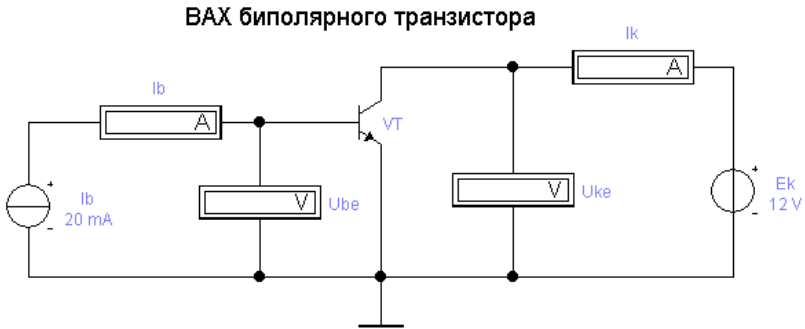 ВАХ биполярного транзистора
Ik
A
Ib
A
VT
V
Ube
V
Uke
Ib
20 mA
+
-
Ek
12 V
+
-